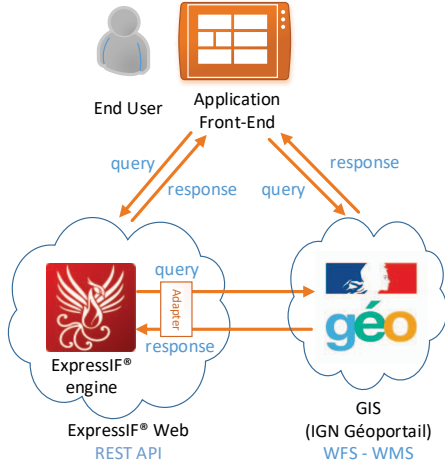 End User
Application
Front-End
query
response
response
query
query
Adapter
response
géo
ExpressIF®
engine
ExpressIF® Web
REST API
GIS
(IGN Géoportail)
WFS - WMS